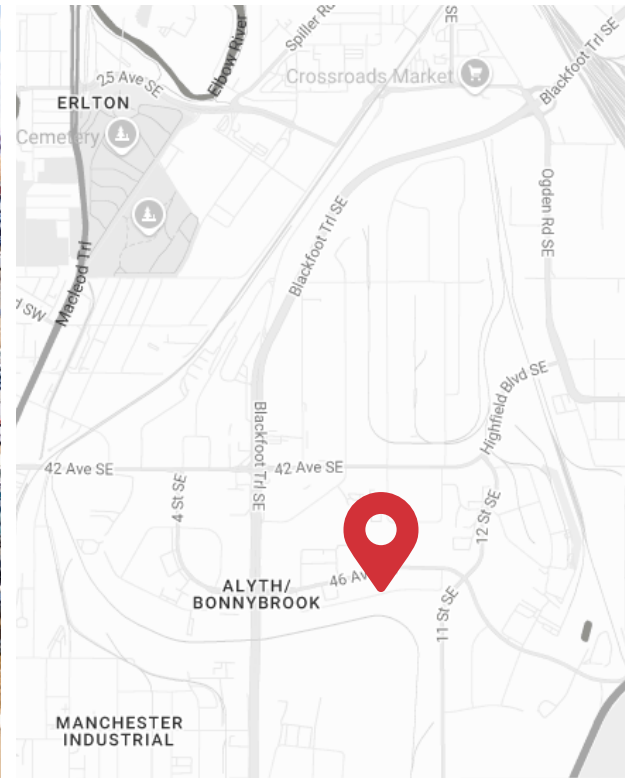 SE
Spiller R
Elbow River
Blackfoot Trl SE
Crossroads Market
25 Ave SE
ERLTON
Cemetery
Ogden Rd SE
Blackfoot Trl SE
Macleod Trl
d SW
Highfield Blvd SE
Blackfoot Trl SE
42 Ave SE
42 Ave SE
4 St SE
12 St SE
46 Av
ALYTH/
BONNYBROOK
11 St SE
MANCHESTER
INDUSTRIAL